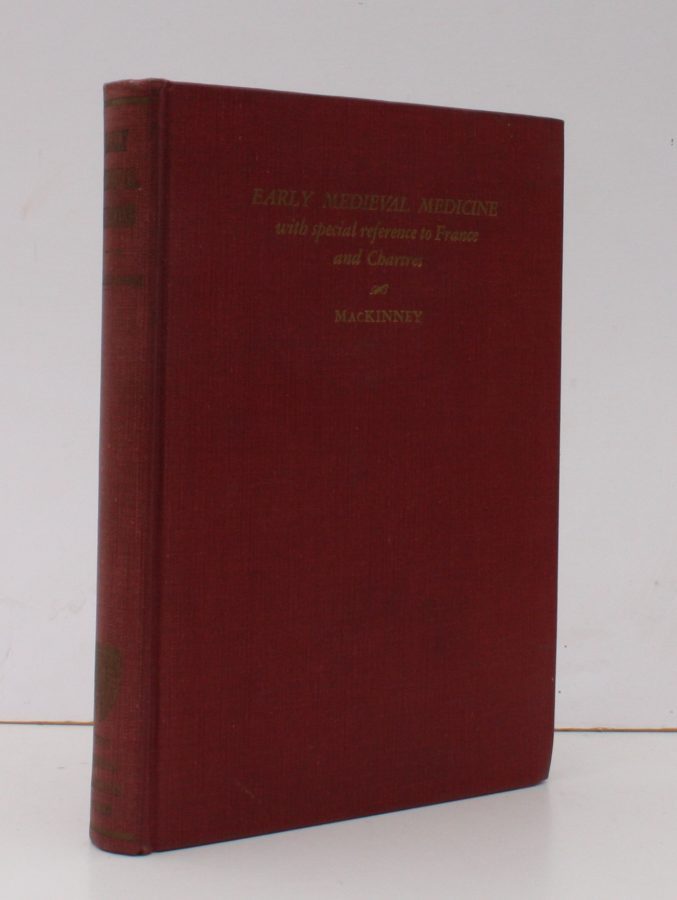 EARLY MEDIEVAL MEDICINE
with special reference to France
and Chartres
MACKINNEY